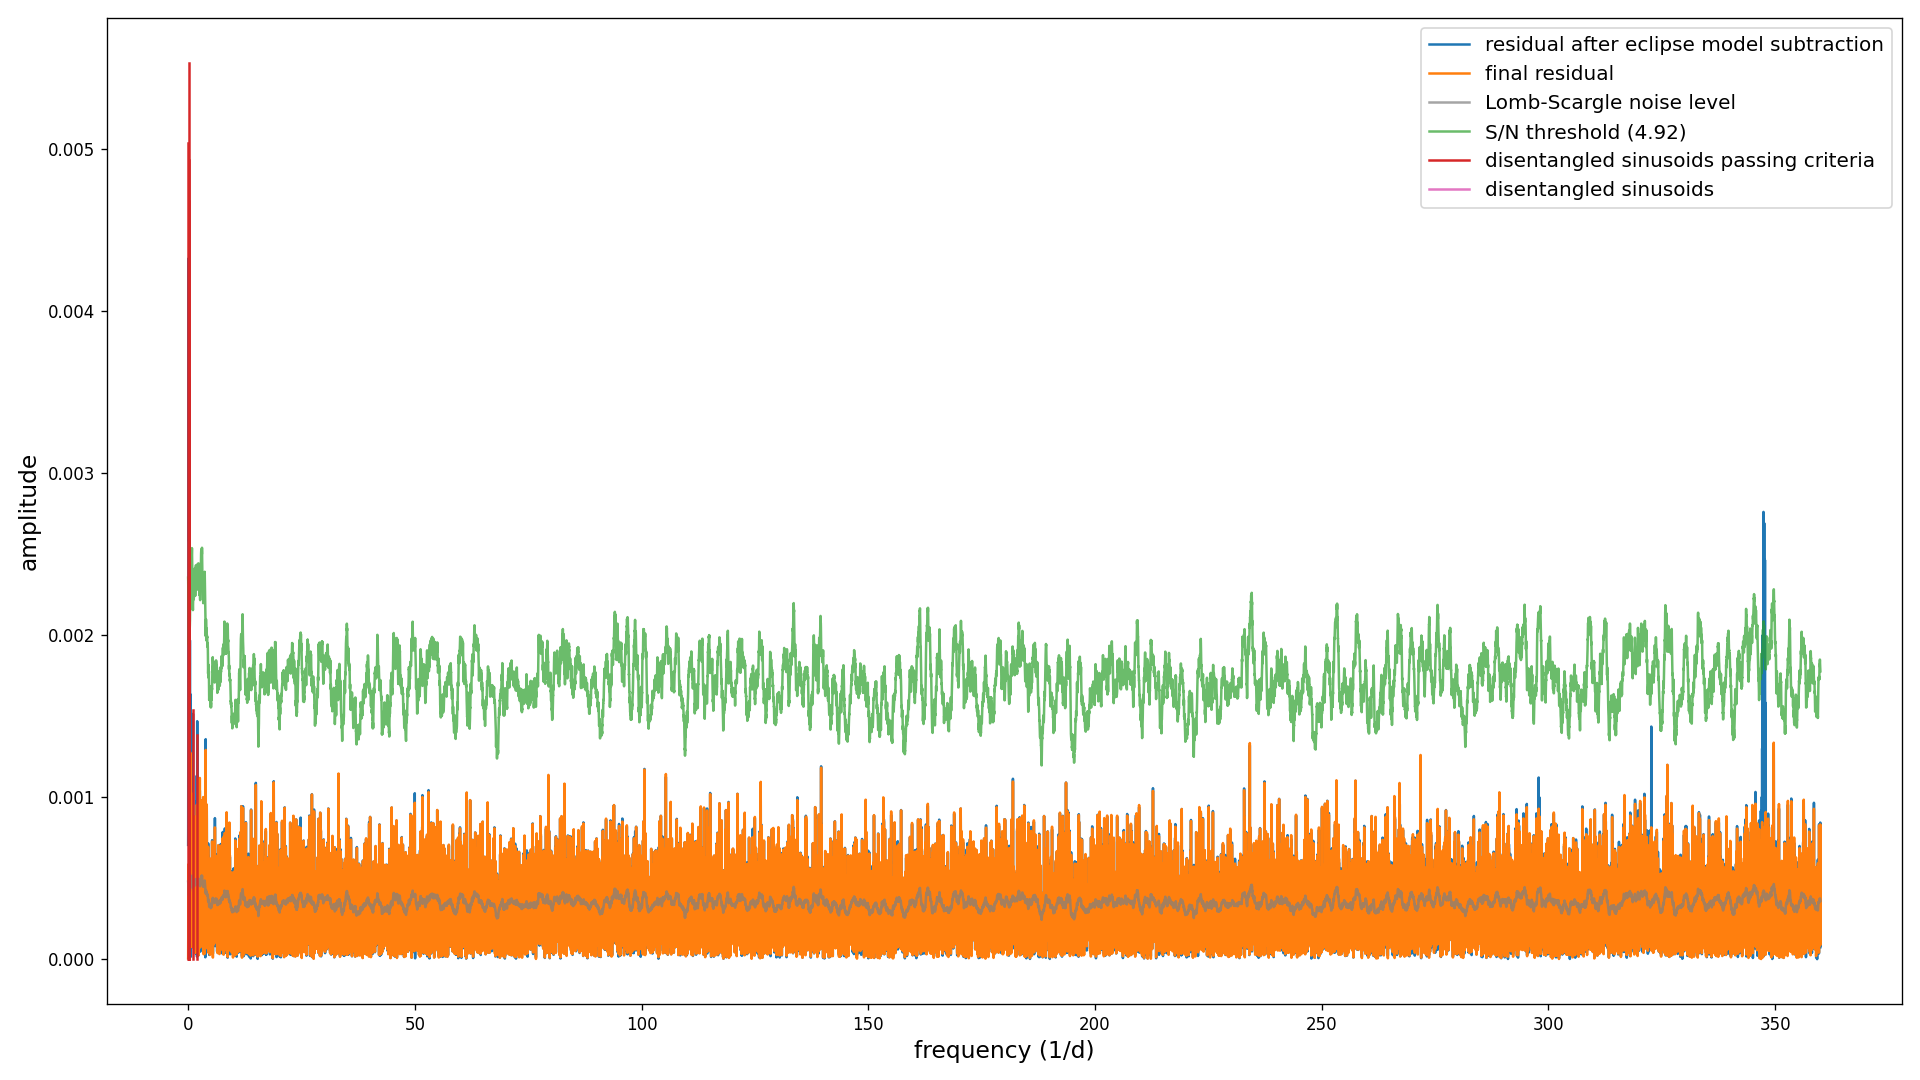 residual after eclipse model subtraction
final residual
Lomb-Scargle noise level
S/N threshold (4.92)
disentangled sinusoids passing criteria
disentangled sinusoids
amplitude
0.005
0.004
0.003
0.002
0.001
0.000
0 50 100 150 200 250 300 350
frequency (1/d)